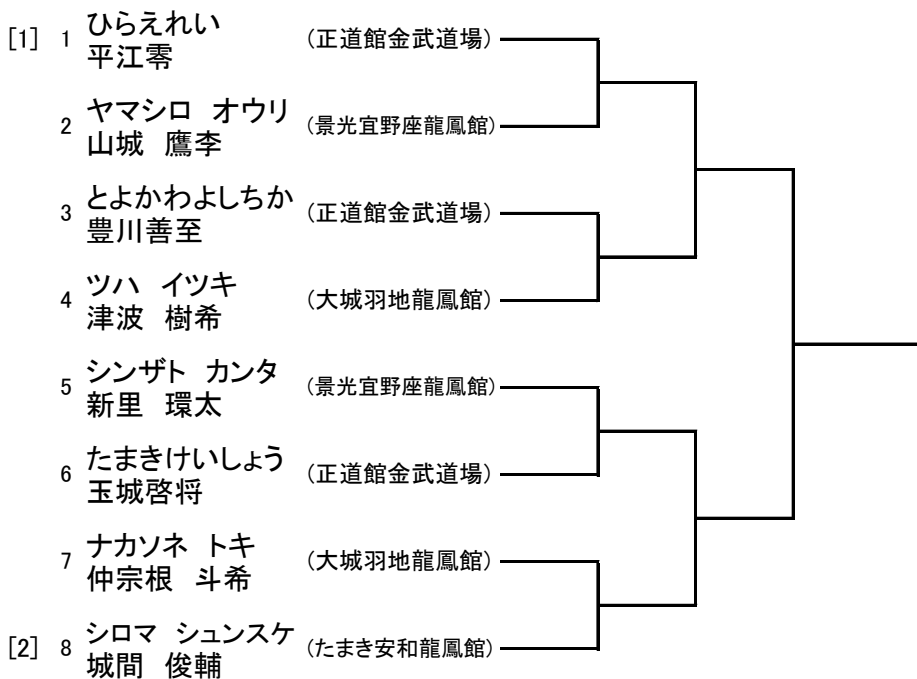 [1] 1 ひらえれい
平江零 (正道館金武道場)
2 ヤマシロ オウリ
山城 鷹李 (景光宜野座龍鳳館)
3 とよかわよしちか
豊川善至 (正道館金武道場)
4 ツハ イツキ
津波 樹希 (大城羽地龍鳳館)
5 シンザト カンタ
新里 環太 (景光宜野座龍鳳館)
6 たまきけいしょう
玉城啓将 (正道館金武道場)
7 ナカソネ トキ
仲宗根 斗希 (大城羽地龍鳳館)
[2] 8 シロマ シュンスケ
城間 俊輔 (たまき安和龍鳳館)